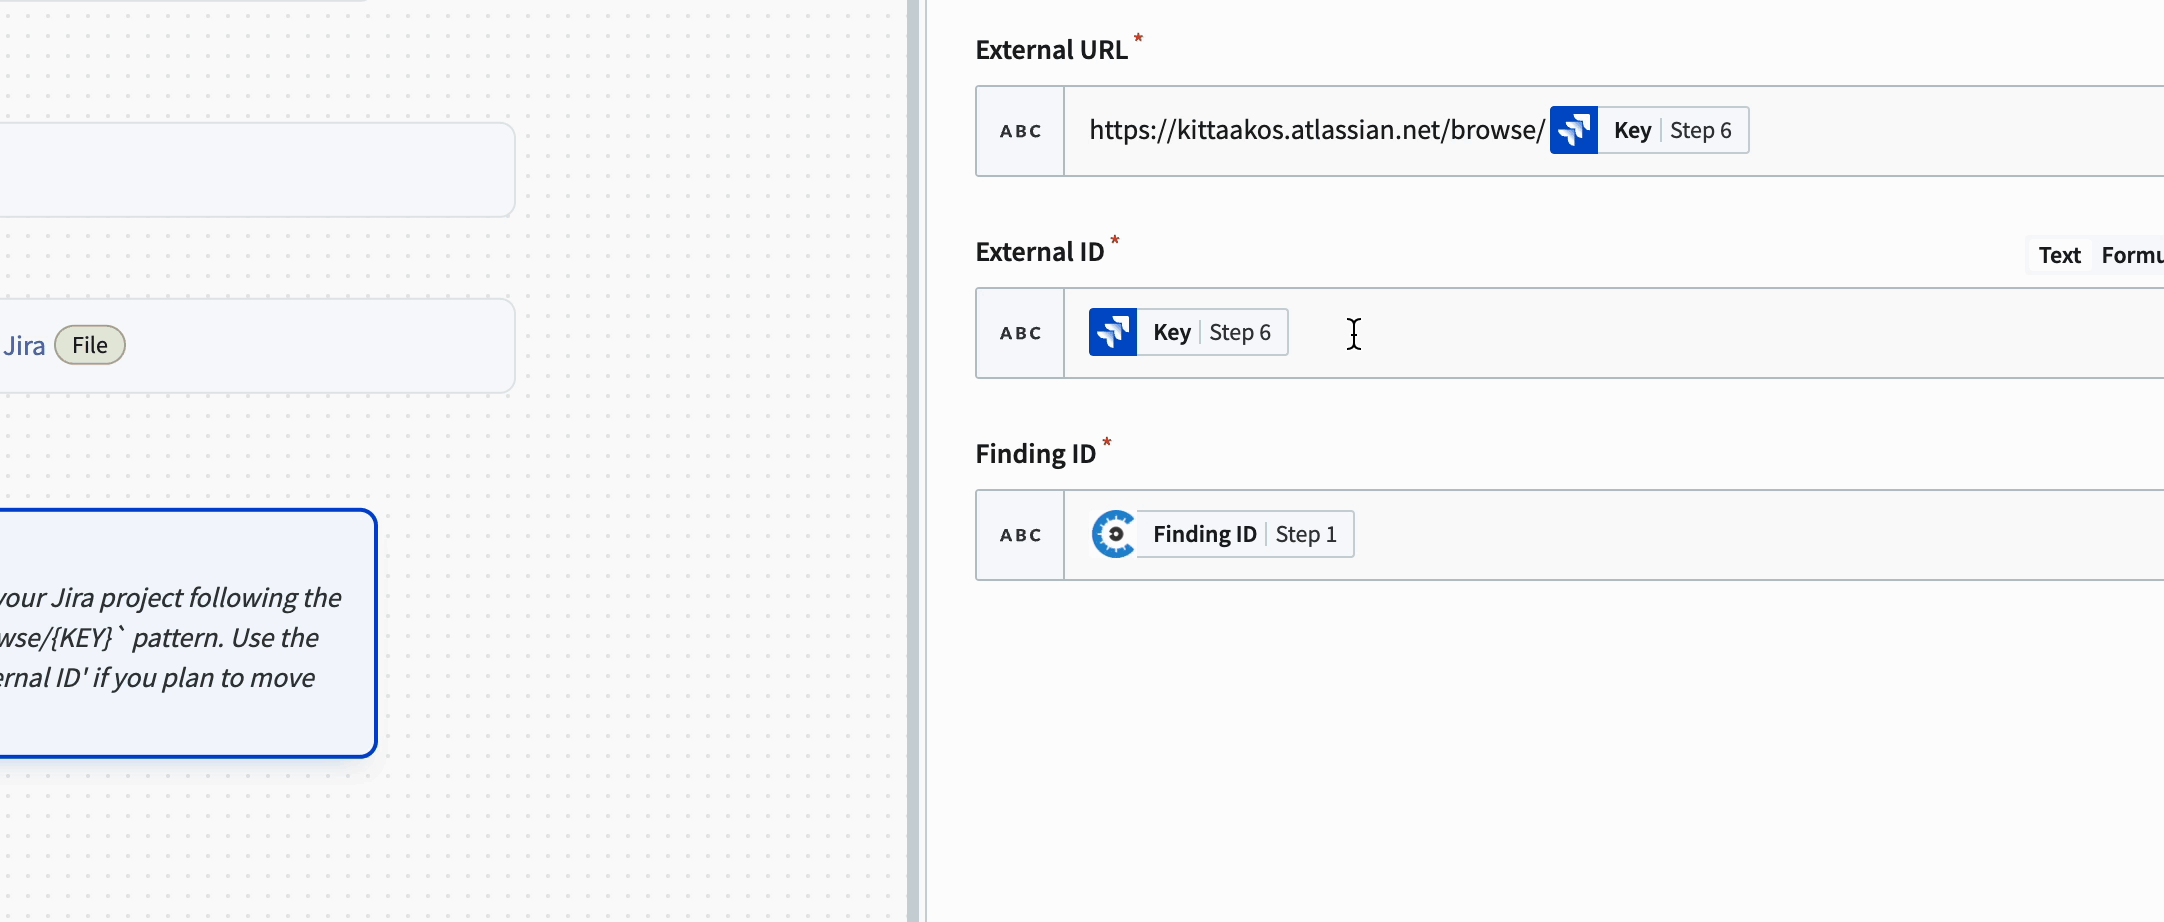 Jira File
your Jira project following the
wse/{KEY}` pattern. Use the
ernal ID' if you plan to move
External URL *
ABC https://kittaakos.atlassian.net/browse/ Key Step 6
External ID *
Text Formu
ABC Key Step 6
Finding ID *
ABC Finding ID Step 1